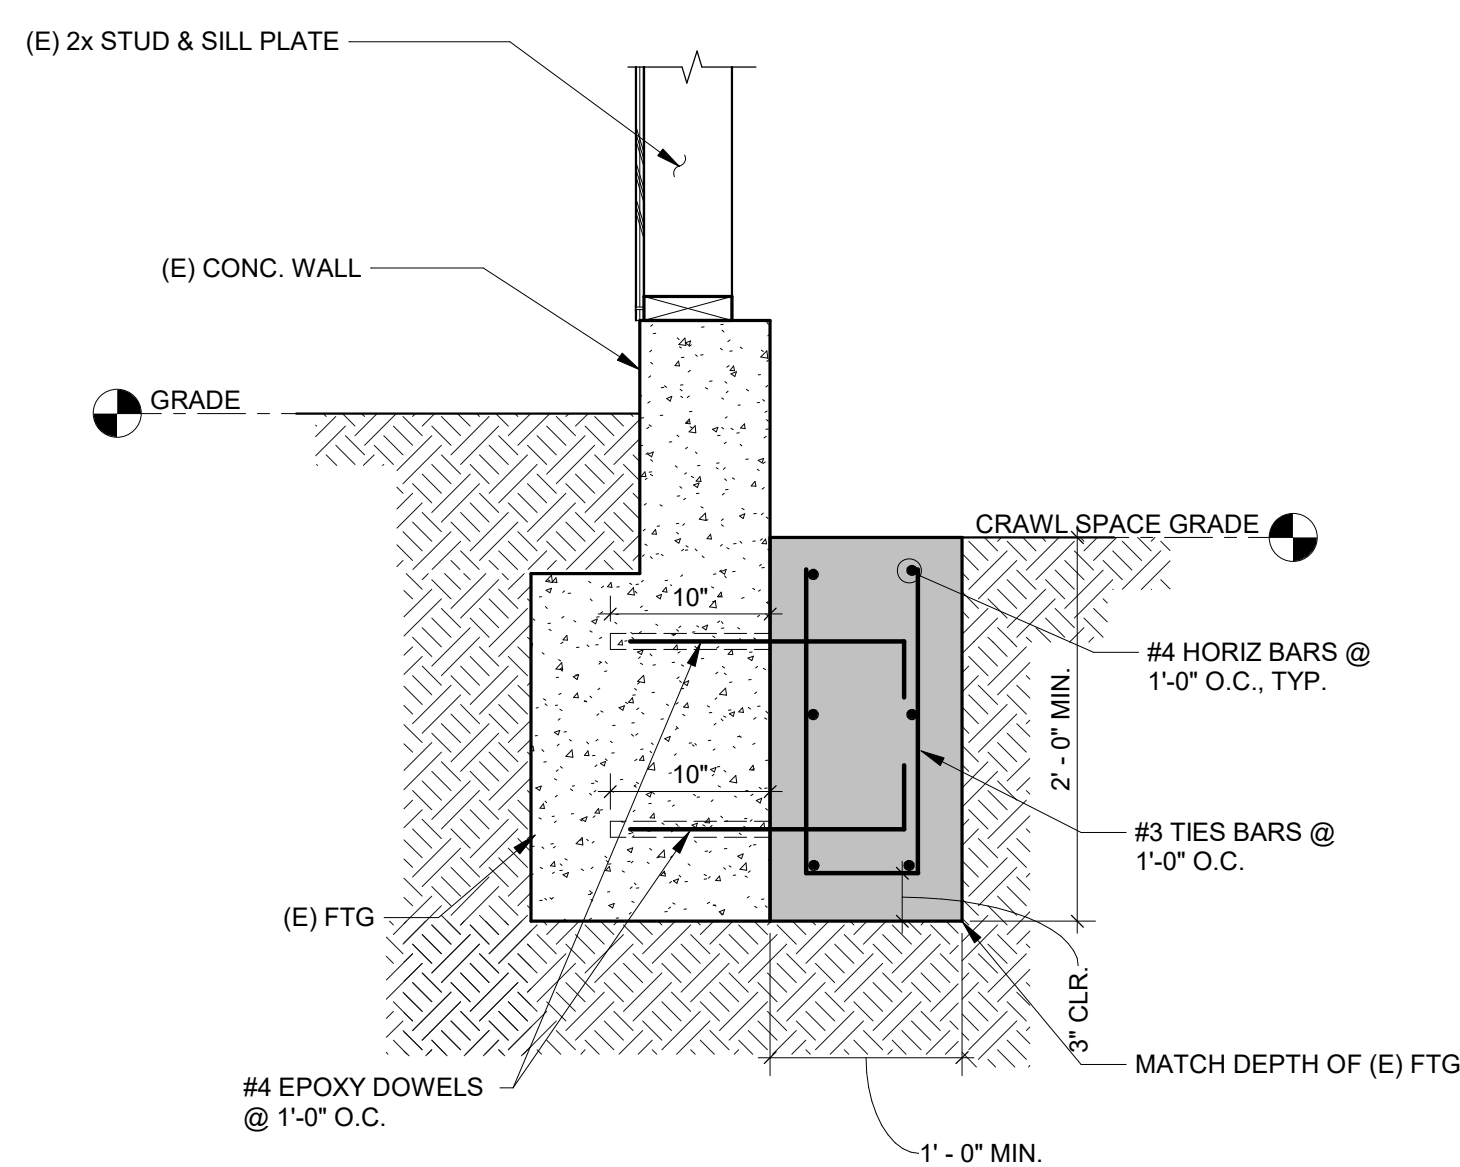 (E) 2x STUD & SILL PLATE
(E) CONC. WALL
GRADE
CRAWL SPACE GRADE
10"
#4 HORIZ BARS @
1'-0" O.C., TYP.
2' - 0" MIN.
10"
#3 TIES BARS @
1'-0" O.C.
(E) FTG
3" CLR.
MATCH DEPTH OF (E) FTG
#4 EPOXY DOWELS
@ 1'-0" O.C.
1' - 0" MIN.